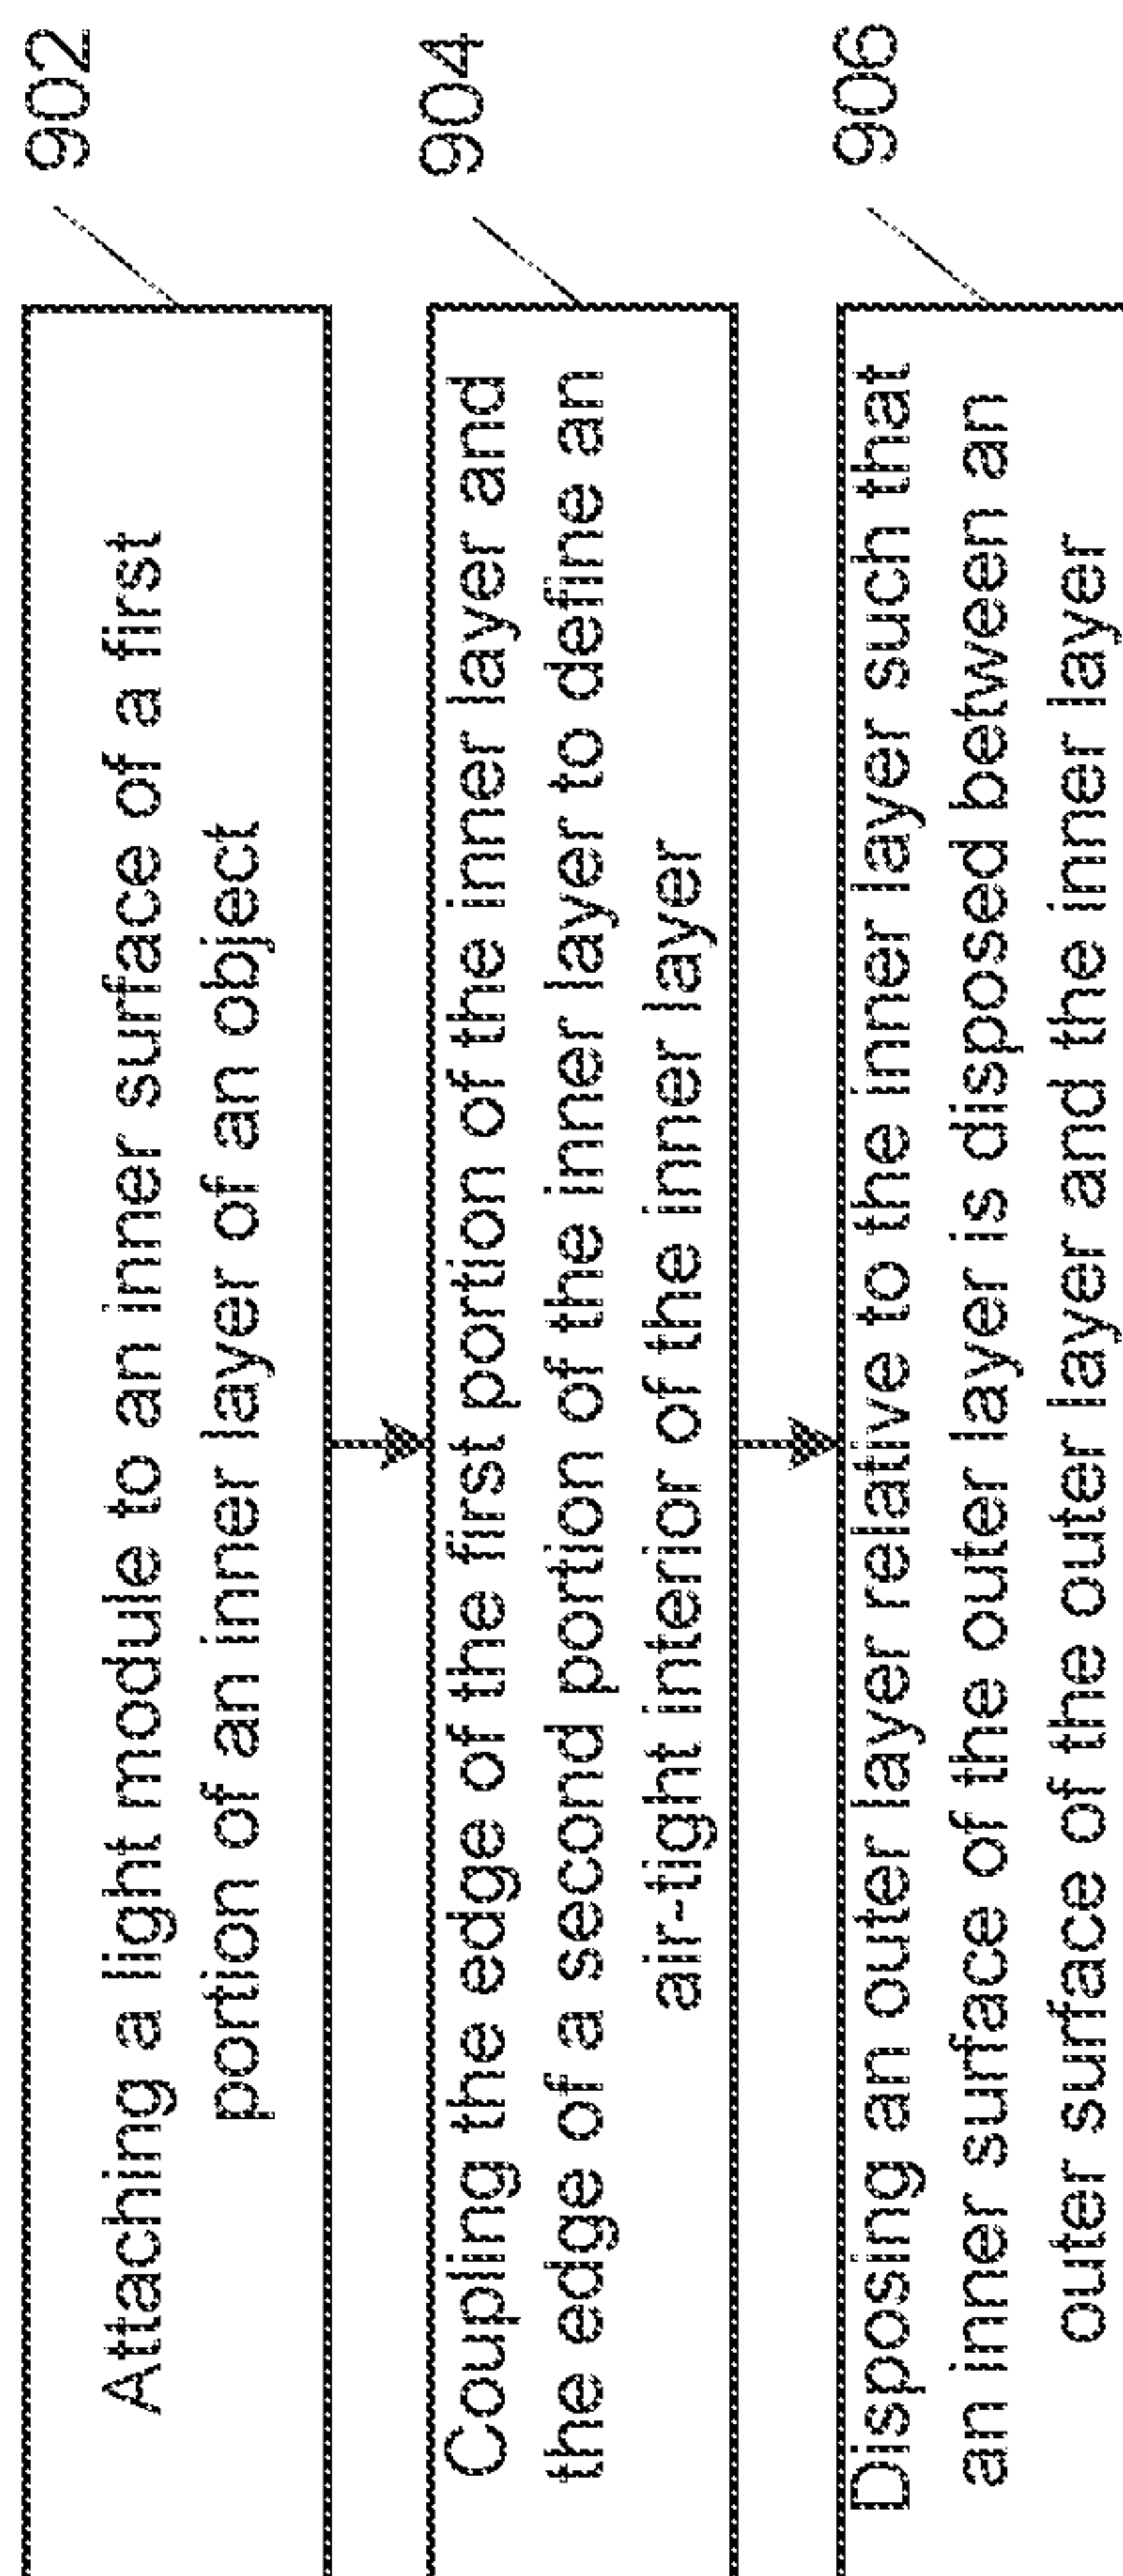 902
Attaching a light module to an inner surface of a first
portion of an inner layer of an object
904
Coupling the edge of the first portion of the inner layer and
the edge of a second portion of the inner layer to define an
air-tight interior of the inner layer
906
Disposing an outer layer relative to the inner layer such that
an inner surface of the outer layer is disposed between an
outer surface of the outer layer and the inner layer